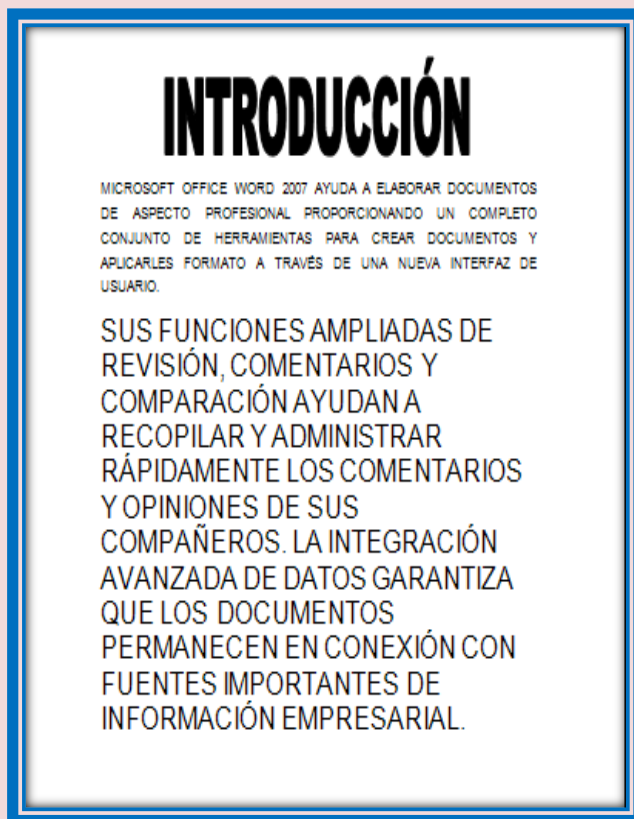 INTRODUCCIÓN
MICROSOFT OFFICE WORD 2007 AYUDA A ELABORAR DOCUMENTOS
DE ASPECTO PROFESIONAL PROPORCIONANDO UN COMPLETO
CONJUNTO DE HERRAMIENTAS PARA CREAR DOCUMENTOS Y
APLICARLES FORMATO A TRAVÉS DE UNA NUEVA INTERFAZ DE
USUARIO.
SUS FUNCIONES AMPLIADAS DE
REVISIÓN, COMENTARIOS Y
COMPARACIÓN AYUDAN A
RECOPILAR Y ADMINISTRAR
RÁPIDAMENTE LOS COMENTARIOS
Y OPINIONES DE SUS
COMPAÑEROS. LA INTEGRACIÓN
AVANZADA DE DATOS GARANTIZA
QUE LOS DOCUMENTOS
PERMANECEN EN CONEXIÓN CON
FUENTES IMPORTANTES DE
INFORMACIÓN EMPRESARIAL.